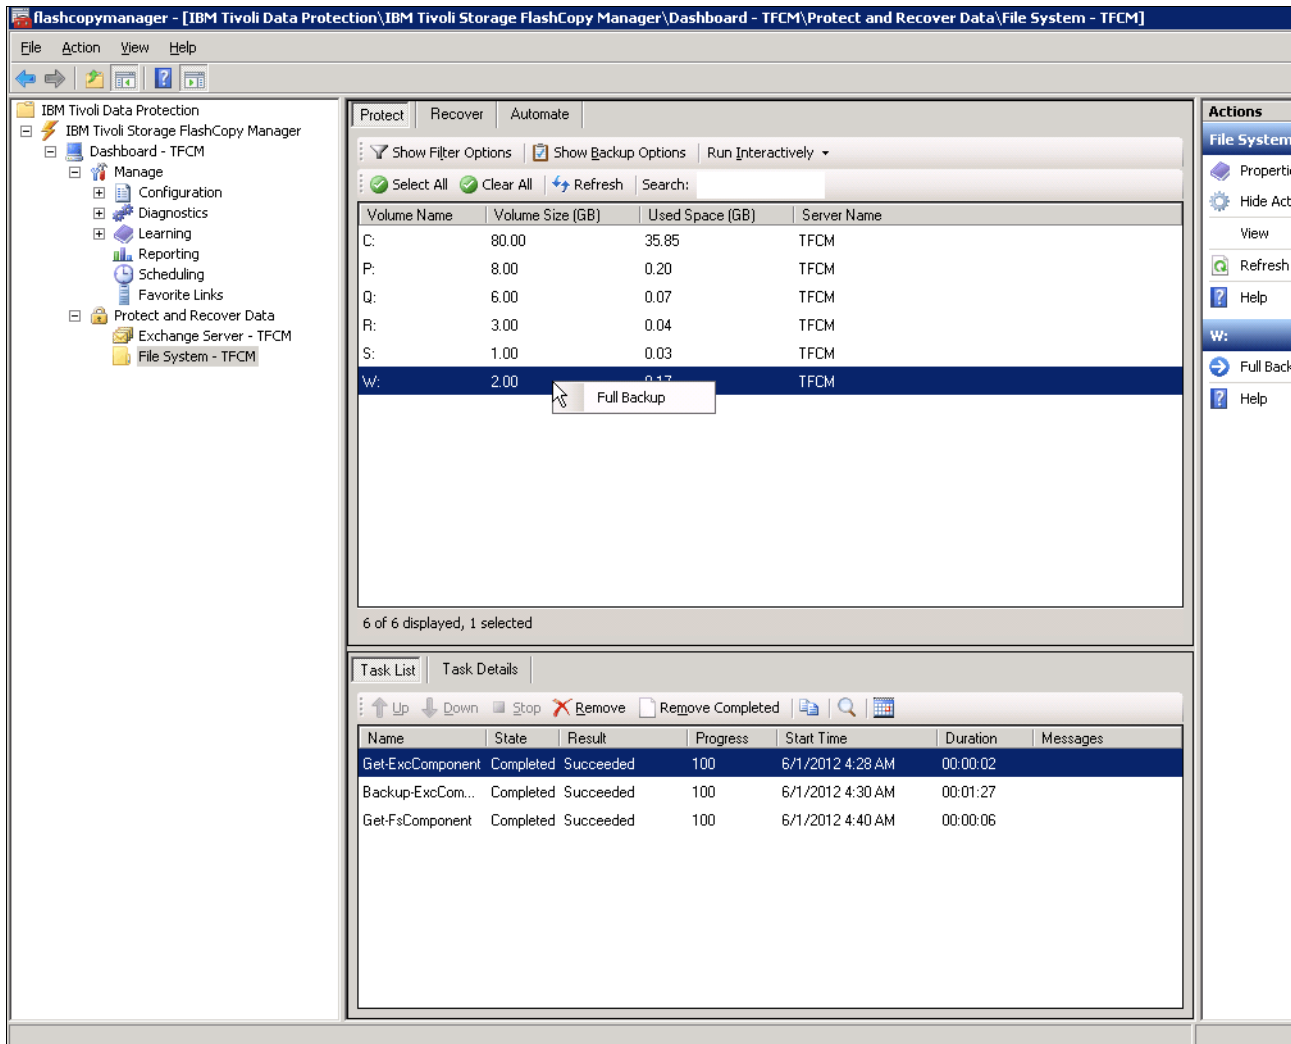 flashcopymanager - [IBM Tivoli Data Protection\IBM Tivoli Storage FlashCopy Manager\Dashboard - TFCM\Protect and Recover Data\File System - TFCM]
File Action View Help
IBM Tivoli Data Protection
IBM Tivoli Storage FlashCopy Manager
Dashboard - TFCM
Manage
Configuration
Diagnostics
Learning
Reporting
Scheduling
Favorite Links
Protect and Recover Data
Exchange Server - TFCM
File System - TFCM
Protect Recover Automate
Show Filter Options Show Backup Options Run Interactively
Select All Clear All Refresh Search:
Volume Name Volume Size (GB) Used Space (GB) Server Name
C: 80.00 35.85 TFCM
P: 8.00 0.20 TFCM
Q: 6.00 0.07 TFCM
R: 3.00 0.04 TFCM
S: 1.00 0.03 TFCM
W: 2.00 0.17 TFCM
Full Backup
6 of 6 displayed, 1 selected
Task List Task Details
Up Down Stop Remove Remove Completed
Name State Result Progress Start Time Duration Messages
Get-ExcComponent Completed Succeeded 100 6/1/2012 4:28 AM 00:00:02
Backup-ExcCom... Completed Succeeded 100 6/1/2012 4:30 AM 00:01:27
Get-FsComponent Completed Succeeded 100 6/1/2012 4:40 AM 00:00:06
Actions
File System
Properti
Hide Act
View
Refresh
Help
W:
Full Back
Help